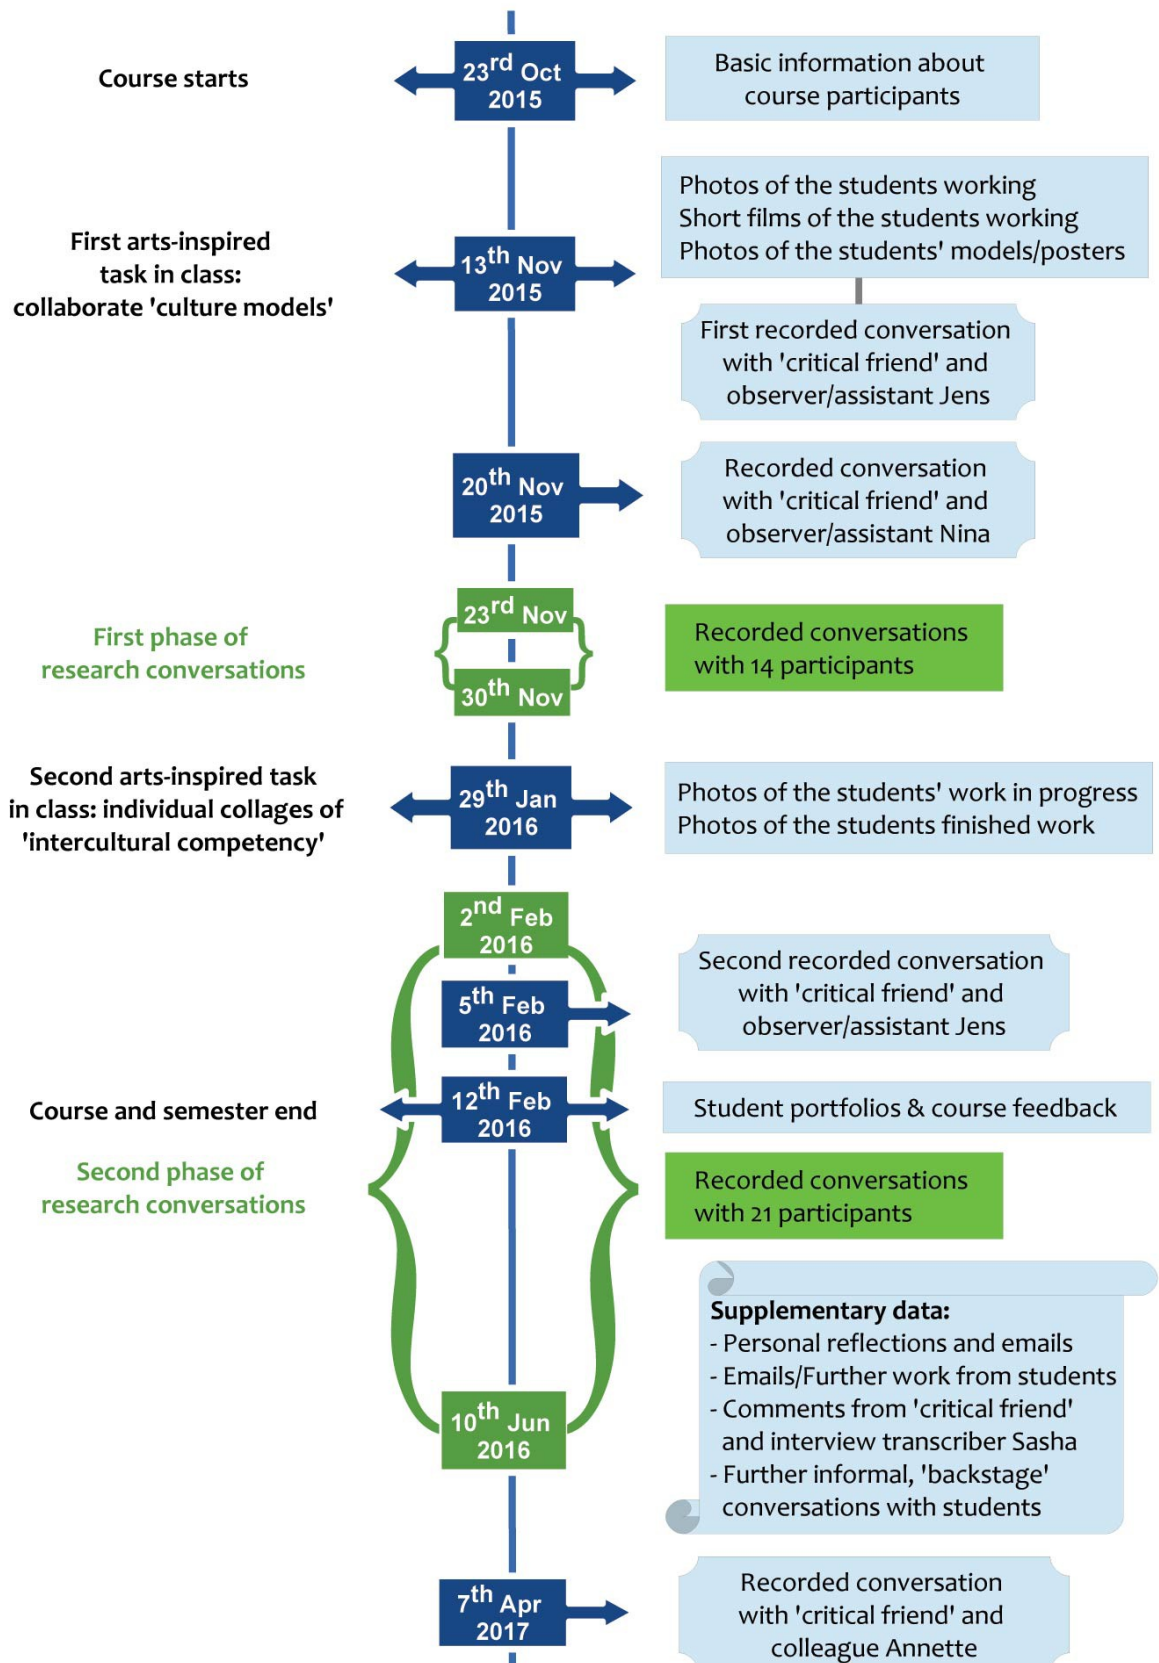 Course starts
23rd Oct
2015
Basic information about
course participants
First arts-inspired
task in class:
collaborate 'culture models'
13th Nov
2015
Photos of the students working
Short films of the students working
Photos of the students' models/posters
First recorded conversation
with 'critical friend' and
observer/assistant Jens
20th Nov
2015
Recorded conversation
with 'critical friend' and
observer/assistant Nina
First phase of
research conversations
23rd Nov
30th Nov
Recorded conversations
with 14 participants
Second arts-inspired task
in class: individual collages of
'intercultural competency'
29th Jan
2016
Photos of the students' work in progress
Photos of the students finished work
2nd Feb
2016
5th Feb
2016
Second recorded conversation
with 'critical friend' and
observer/assistant Jens
Course and semester end
12th Feb
2016
Student portfolios & course feedback
Second phase of
research conversations
Recorded conversations
with 21 participants
Supplementary data:
- Personal reflections and emails
- Emails/Further work from students
- Comments from 'critical friend'
and interview transcriber Sasha
- Further informal, 'backstage'
conversations with students
10th Jun
2016
7th Apr
2017
Recorded conversation
with 'critical friend' and
colleague Annette